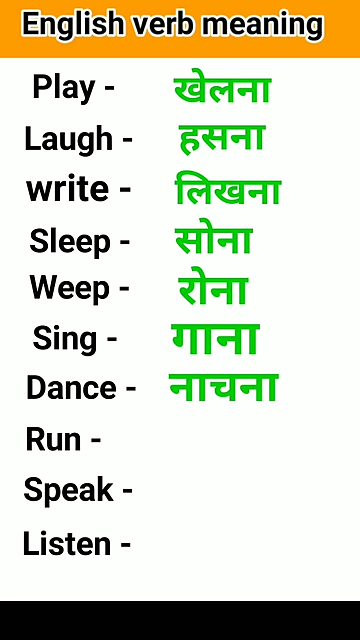 English verb meaning
Play - खेलना
Laugh - हसना
write - लिखना
Sleep - सोना
Weep - रोना
Sing - गाना
Dance - नाचना
Run -
Speak -
Listen -